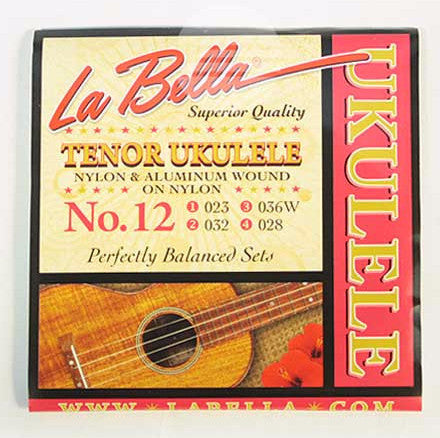 La Bella®
Superior Quality
TENOR UKULELE
NYLON & ALUMINUM WOUND
ON NYLON
No.12
1 023 3 036W
2 032 4 028
Perfectly Balanced Sets
UKULELE
WWW * LABELLA * COM